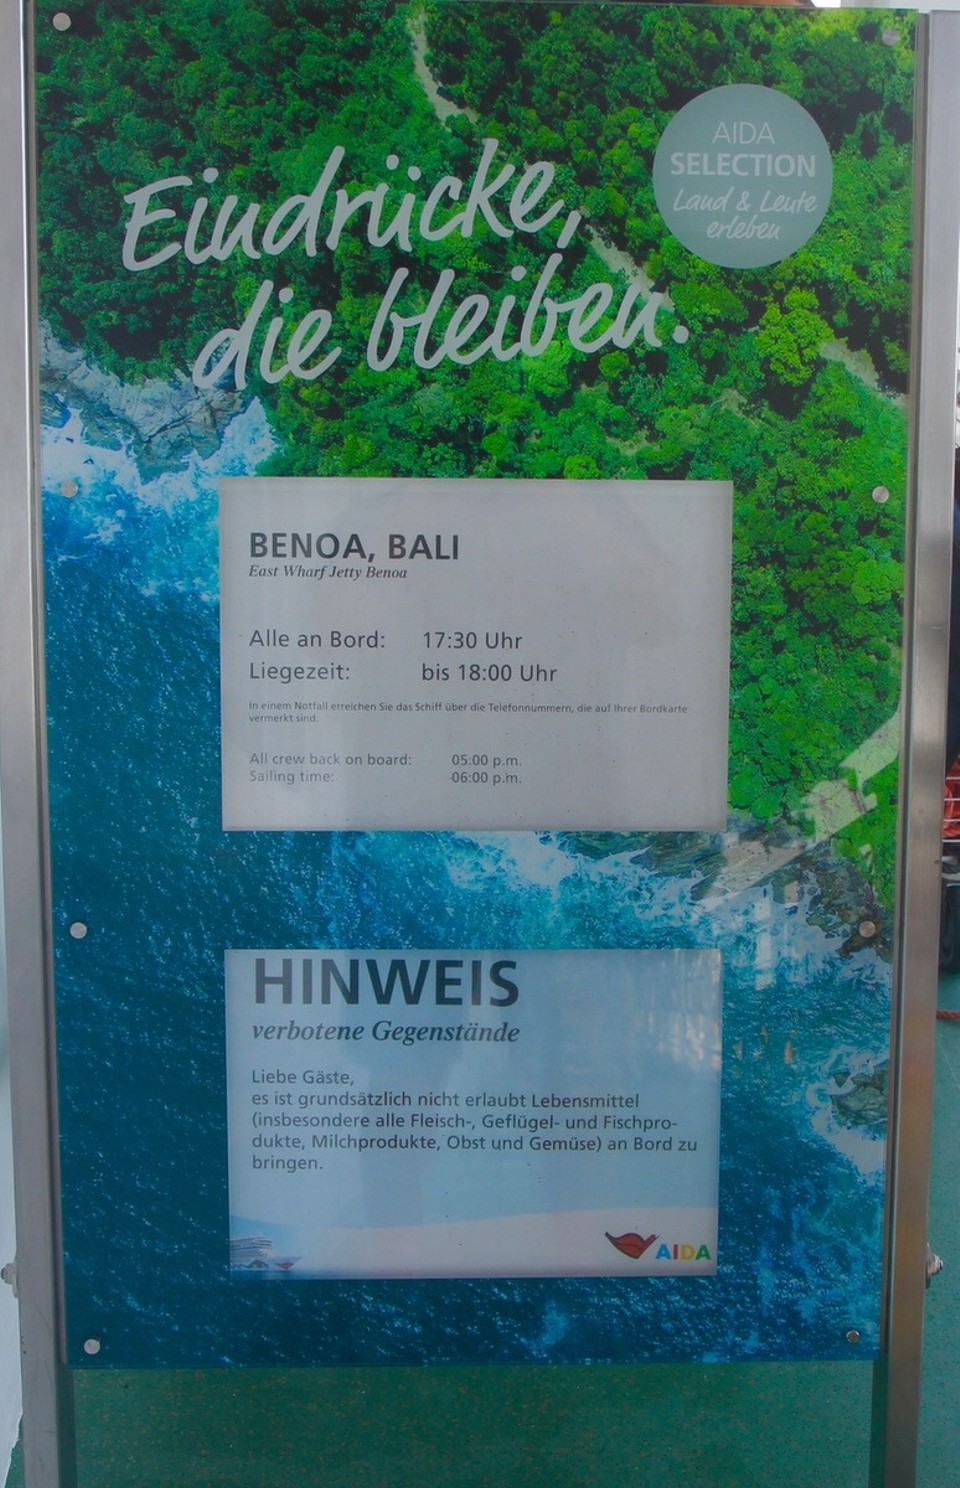 AIDA
SELECTION
Land & Leute
erleben
Eindrücke,
die bleiben.
BENOA, BALI
East Wharf Jetty Benoa
Alle an Bord: 17:30 Uhr
Liegezeit: bis 18:00 Uhr
In einem Notfall erreichen Sie das Schiff über die Telefonnummern, die auf Ihrer Bordkarte
vermerkt sind.
All crew back on board: 05:00 p.m.
Sailing time: 06:00 p.m.
HINWEIS
verbotene Gegenstände
Liebe Gäste,
es ist grundsätzlich nicht erlaubt Lebensmittel
(insbesondere alle Fleisch-, Geflügel- und Fischpro-
dukte, Milchprodukte, Obst und Gemüse) an Bord zu
bringen.
AIDA